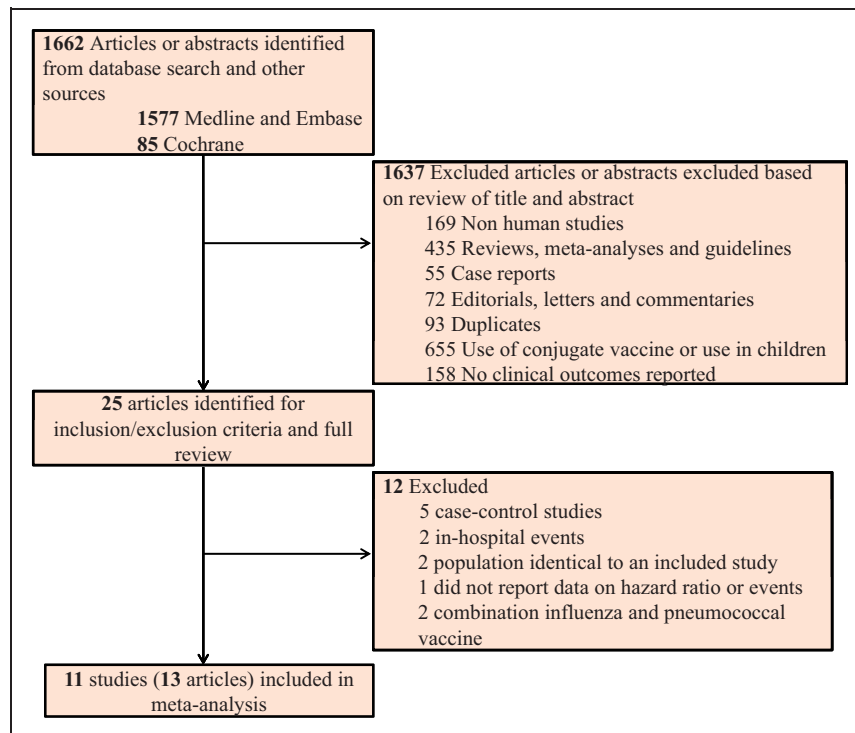 1662 Articles or abstracts identified
from database search and other
sources
1577 Medline and Embase
85 Cochrane
1637 Excluded articles or abstracts excluded based
on review of title and abstract
169 Non human studies
435 Reviews, meta-analyses and guidelines
55 Case reports
72 Editorials, letters and commentaries
93 Duplicates
655 Use of conjugate vaccine or use in children
158 No clinical outcomes reported
25 articles identified for
inclusion/exclusion criteria and full
review
12 Excluded
5 case-control studies
2 in-hospital events
2 population identical to an included study
1 did not report data on hazard ratio or events
2 combination influenza and pneumococcal
vaccine
11 studies (13 articles) included in
meta-analysis